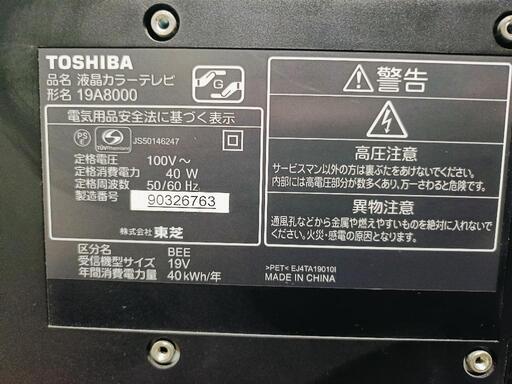 TOSHIBA
品名 液晶カラーテレビ
形名 19A8000
G
電気用品安全法に基づく表示
PS
E
TÜVRheinland
JS50146247
定格電圧 100V～
定格消費電力 40 W
定格周波数 50/60 Hz
製造番号 90326763
株式会社 東芝
区分名 BEE
受信機型サイズ 19V
年間消費電力量 40kWh/年
警告
高圧注意
サービスマン以外の方は裏ぶたをあけないでください。
内部には高電圧部分が数多くあり、万一さわると危険です。
異物注意
通風孔などから金属や燃えやすいものを絶対に入れないで
ください。火災・感電の原因となります。
>PET< EJ4TA19010I
MADE IN CHINA